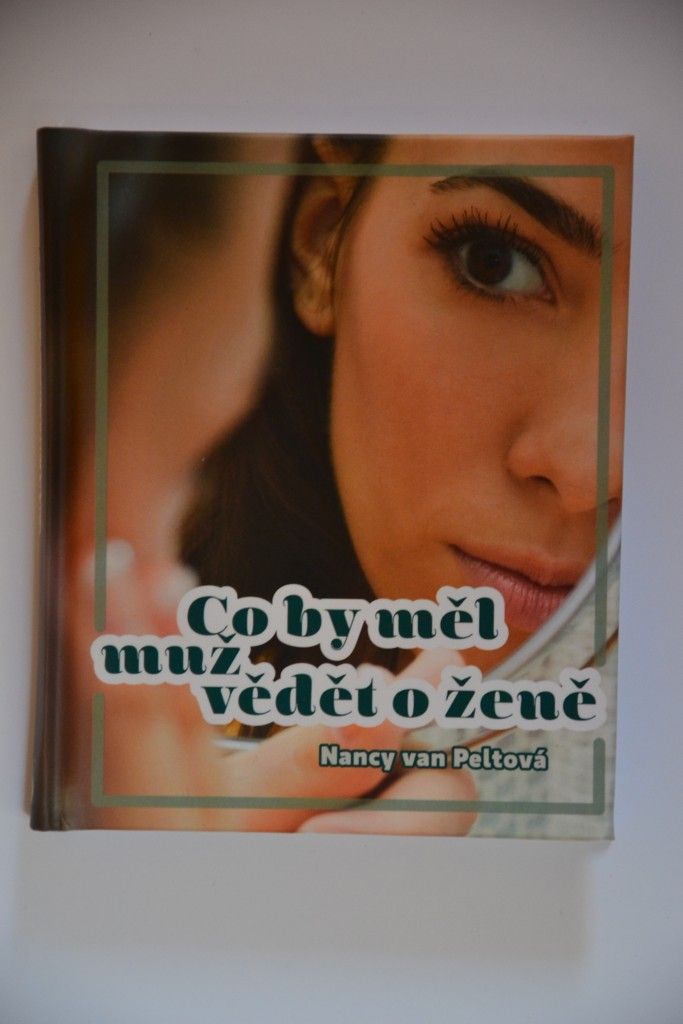 Co by měl
muž
vědět o ženě
Nancy van Peltová